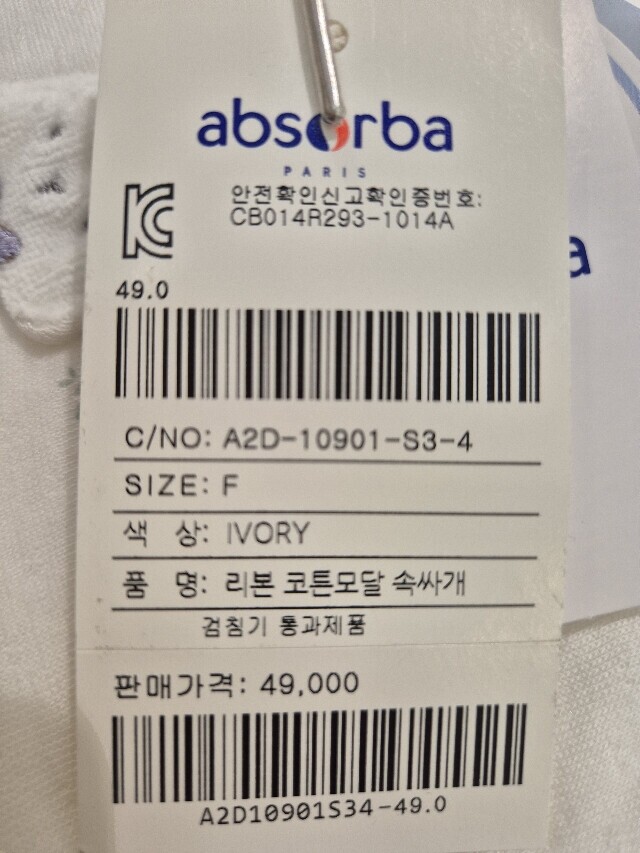 absorba
PARIS
안전확인신고확인증번호:
CB014R293-1014A
49.0
C/NO: A2D-10901-S3-4
SIZE: F
색 상: IVORY
품 명: 리본 코튼모달 속싸개
검침기 통과제품
판매가격: 49,000
A2D10901S34-49.0
a